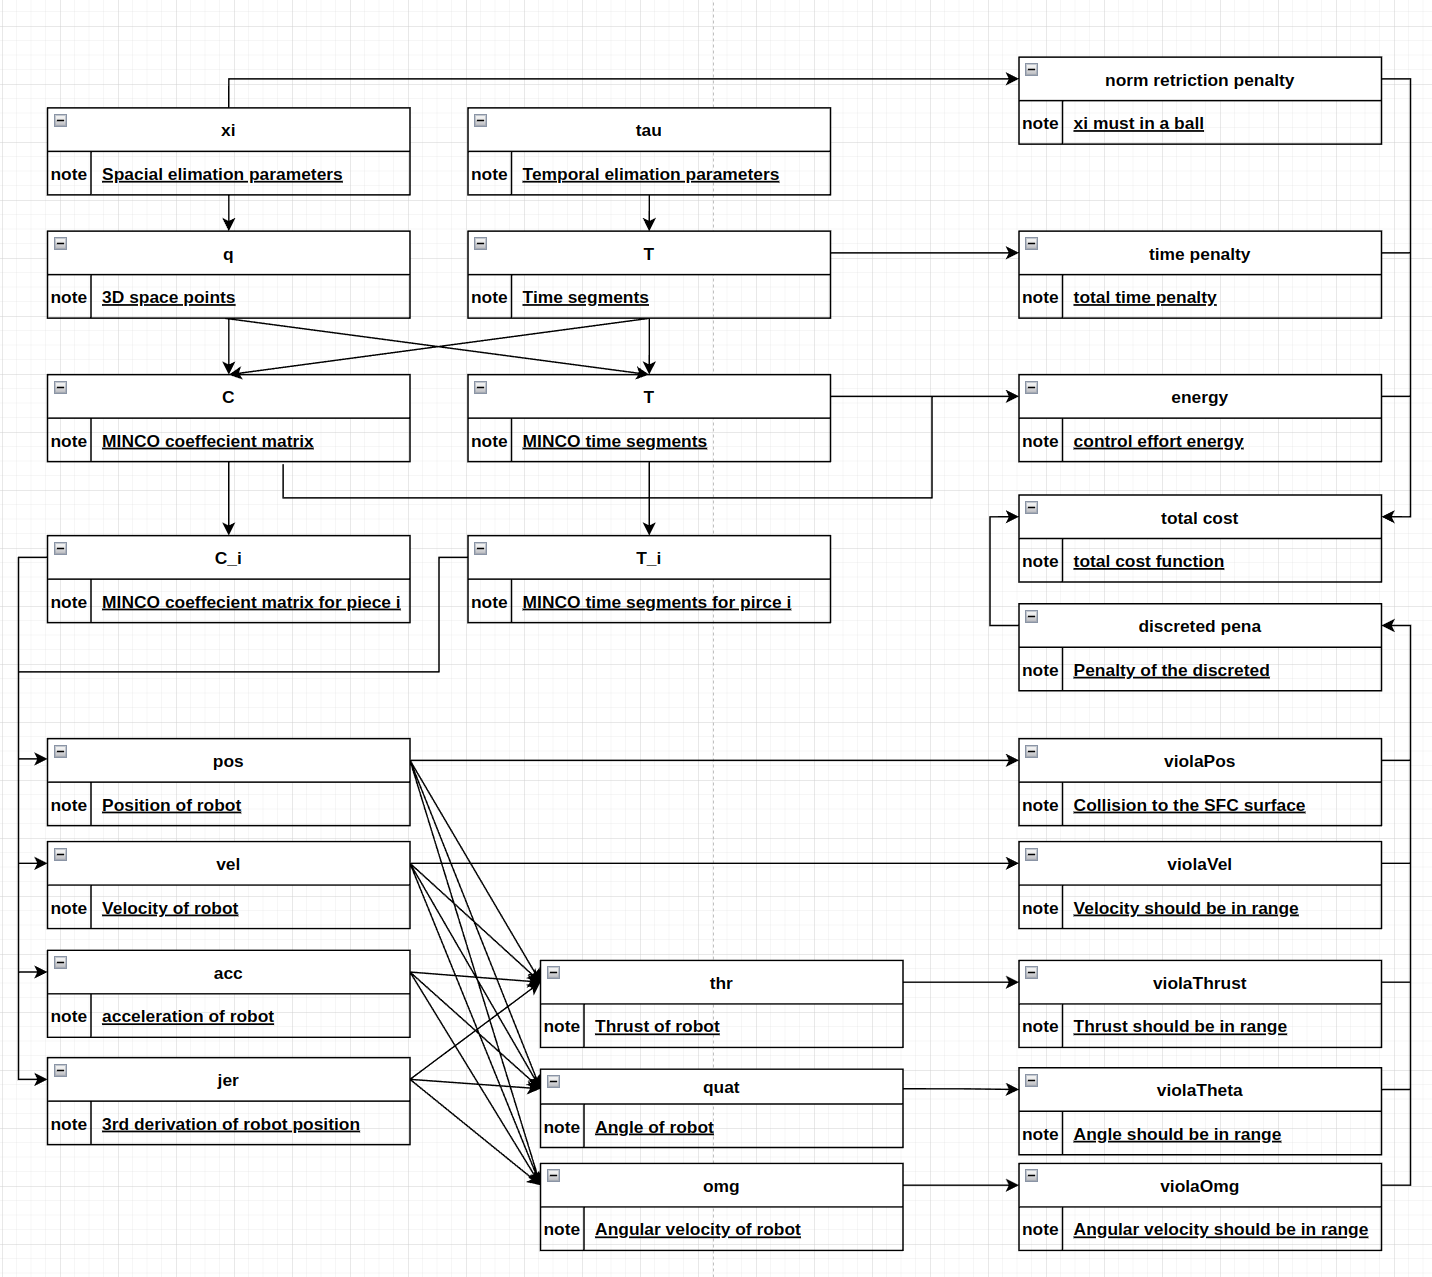 norm retriction penalty
note xi must in a ball
xi
note Spacial elimation parameters
tau
note Temporal elimation parameters
q
note 3D space points
T
note Time segments
time penalty
note total time penalty
C
note MINCO coeffecient matrix
T
note MINCO time segments
energy
note control effort energy
total cost
note total cost function
C_i
note MINCO coeffecient matrix for piece i
T_i
note MINCO time segments for pirce i
discreted pena
note Penalty of the discreted
pos
note Position of robot
violaPos
note Collision to the SFC surface
vel
note Velocity of robot
violaVel
note Velocity should be in range
acc
note acceleration of robot
thr
note Thrust of robot
violaThrust
note Thrust should be in range
jer
note 3rd derivation of robot position
quat
note Angle of robot
violaTheta
note Angle should be in range
omg
note Angular velocity of robot
violaOmg
note Angular velocity should be in range